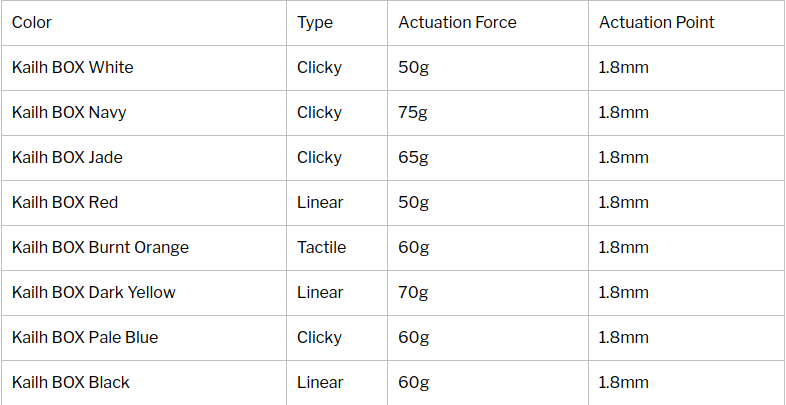 Color Type Actuation Force Actuation Point
Kailh BOX White Clicky 50g 1.8mm
Kailh BOX Navy Clicky 75g 1.8mm
Kailh BOX Jade Clicky 65g 1.8mm
Kailh BOX Red Linear 50g 1.8mm
Kailh BOX Burnt Orange Tactile 60g 1.8mm
Kailh BOX Dark Yellow Linear 70g 1.8mm
Kailh BOX Pale Blue Clicky 60g 1.8mm
Kailh BOX Black Linear 60g 1.8mm